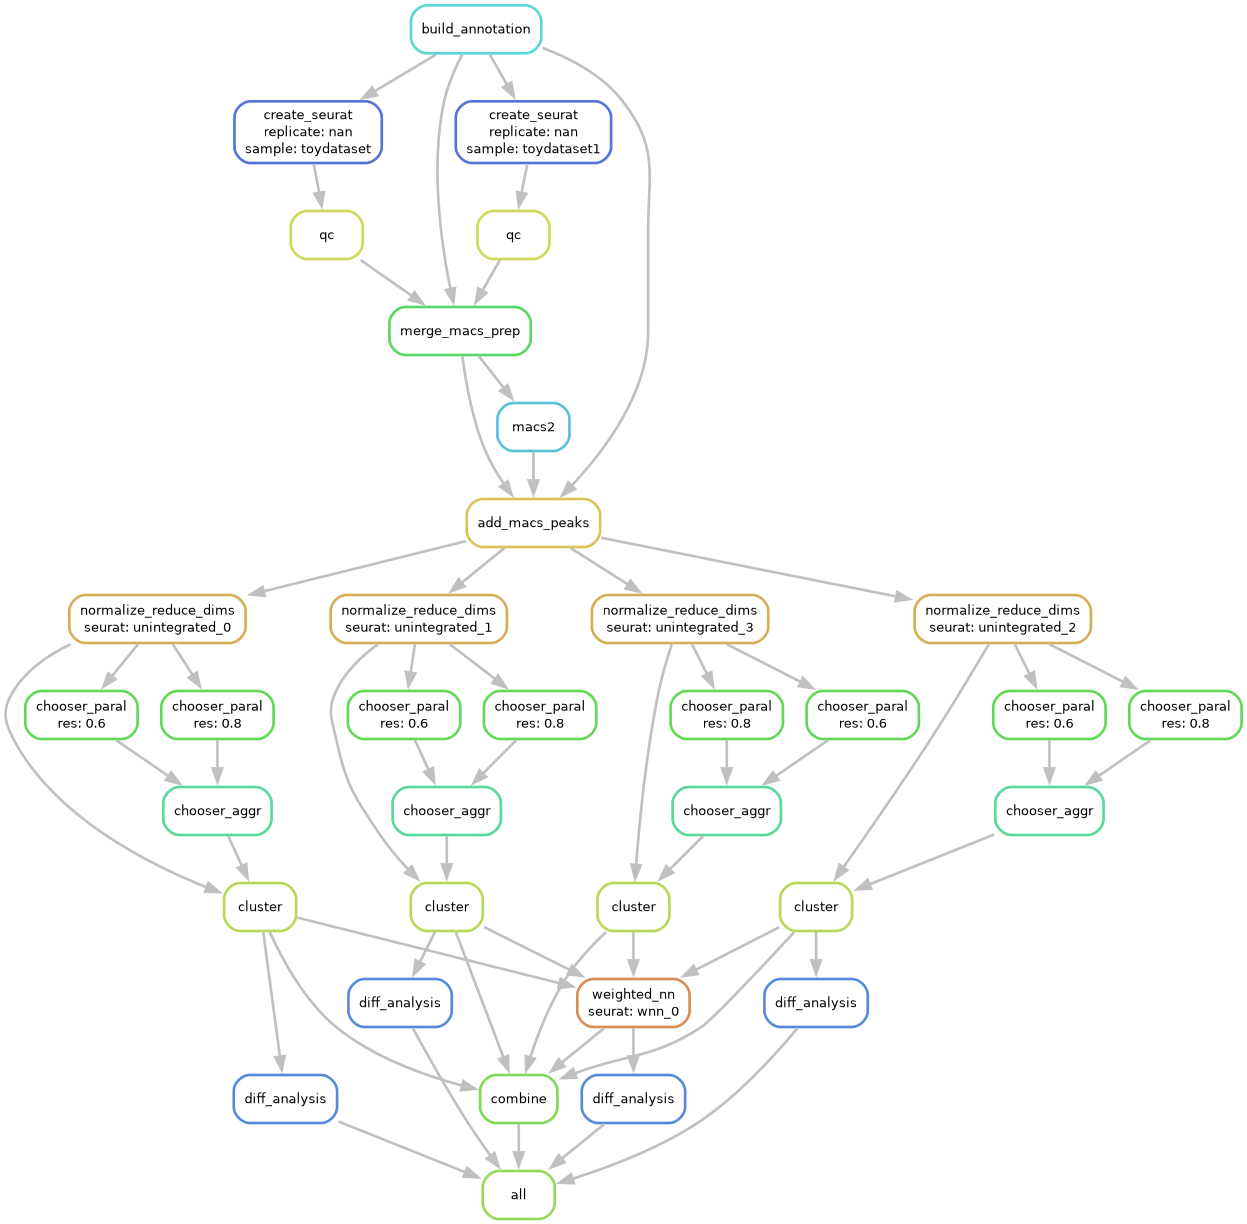 build_annotation
create_seurat
replicate: nan
sample: toydataset
create_seurat
replicate: nan
sample: toydataset1
qc
qc
merge_macs_prep
macs2
add_macs_peaks
normalize_reduce_dims
seurat: unintegrated_0
normalize_reduce_dims
seurat: unintegrated_1
normalize_reduce_dims
seurat: unintegrated_3
normalize_reduce_dims
seurat: unintegrated_2
chooser_paral
res: 0.6
chooser_paral
res: 0.8
chooser_paral
res: 0.6
chooser_paral
res: 0.8
chooser_paral
res: 0.8
chooser_paral
res: 0.6
chooser_paral
res: 0.6
chooser_paral
res: 0.8
chooser_aggr
chooser_aggr
chooser_aggr
chooser_aggr
cluster
cluster
cluster
cluster
diff_analysis
weighted_nn
seurat: wnn_0
diff_analysis
diff_analysis
combine
diff_analysis
all